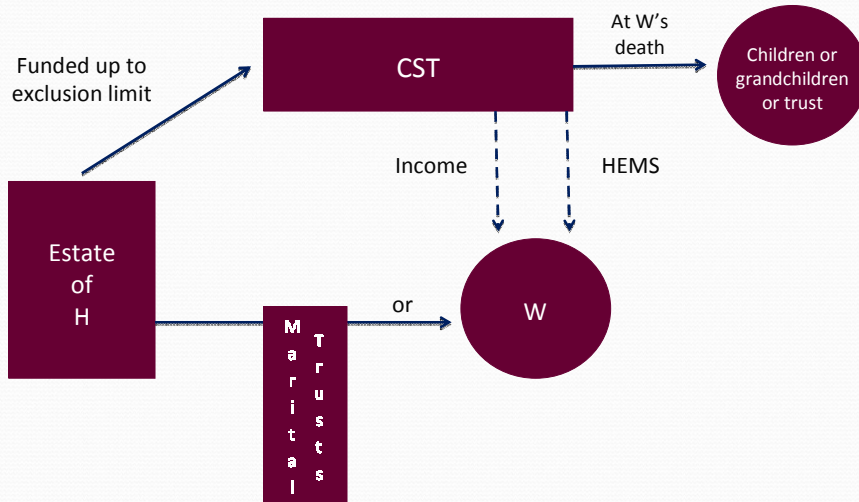 Funded up to
exclusion limit
CST
At W's
death
Children or
grandchildren
or trust
Income
HEMS
Estate
of
H
Marital
Trusts
or
W